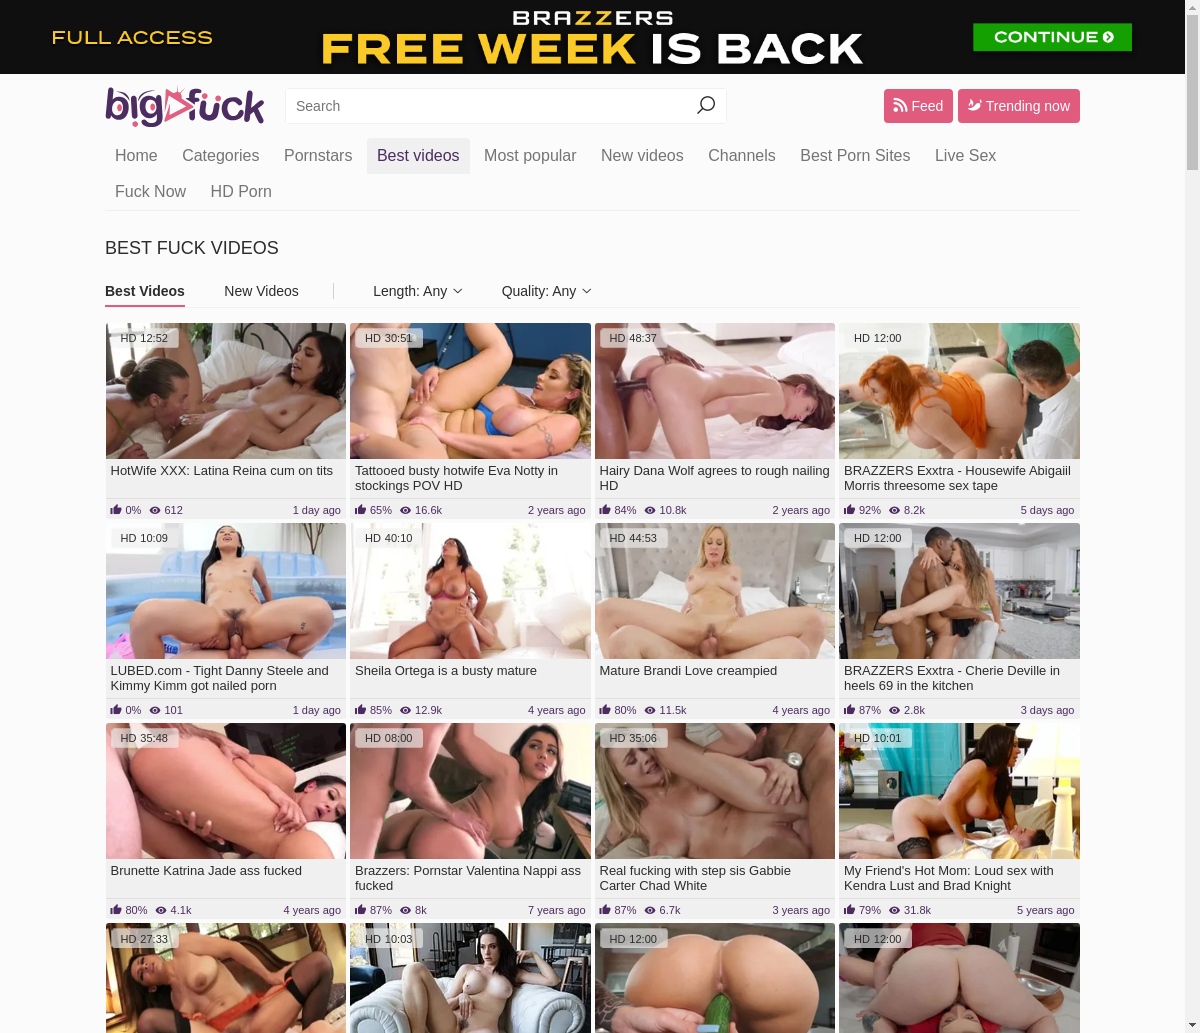 FULL ACCESS
BRAZZERS
FREE WEEK IS BACK
CONTINUE
big fuck
Search
Feed
Trending now
Home Categories Pornstars Best videos Most popular New videos Channels Best Porn Sites Live Sex
Fuck Now HD Porn
BEST FUCK VIDEOS
Best Videos New Videos Length: Any Quality: Any
HD 12:52 HD 30:51 HD 48:37 HD 12:00
HotWife XXX: Latina Reina cum on tits
Tattooed busty hotwife Eva Notty in
stockings POV HD
Hairy Dana Wolf agrees to rough nailing
HD
BRAZZERS Exxtra - Housewife Abigaiil
Morris threesome sex tape
0% 612 1 day ago
65% 16.6k 2 years ago
84% 10.8k 2 years ago
92% 8.2k 5 days ago
HD 10:09 HD 40:10 HD 44:53 HD 12:00
LUBED.com - Tight Danny Steele and
Kimmy Kimm got nailed porn
Sheila Ortega is a busty mature
Mature Brandi Love creampied
BRAZZERS Exxtra - Cherie Deville in
heels 69 in the kitchen
0% 101 1 day ago
85% 12.9k 4 years ago
80% 11.5k 4 years ago
87% 2.8k 3 days ago
HD 35:48 HD 08:00 HD 35:06 HD 10:01
Brunette Katrina Jade ass fucked
Brazzers: Pornstar Valentina Nappi ass
fucked
Real fucking with step sis Gabbie
Carter Chad White
My Friend's Hot Mom: Loud sex with
Kendra Lust and Brad Knight
80% 4.1k 4 years ago
87% 8k 7 years ago
87% 6.7k 3 years ago
79% 31.8k 5 years ago
HD 27:33 HD 10:03 HD 12:00 HD 12:00